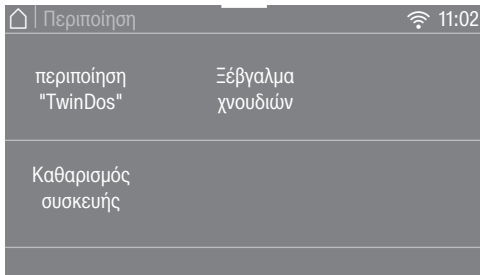 Περιποίηση 11:02
περιποίηση
"TwinDos"
Ξέβγαλμα
χνουδιών
Καθαρισμός
συσκευής